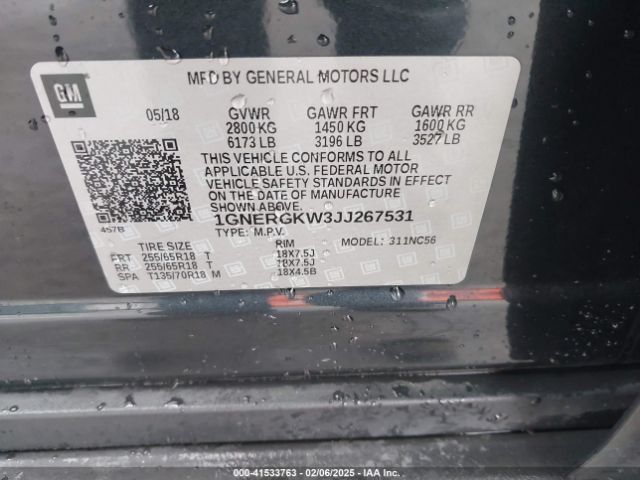 GM
MFD BY GENERAL MOTORS LLC
05/18 GVWR GAWR FRT GAWR RR
2800 KG 1450 KG 1600 KG
6173 LB 3196 LB 3527 LB
THIS VEHICLE CONFORMS TO ALL
APPLICABLE U.S. FEDERAL MOTOR
VEHICLE SAFETY STANDARDS IN EFFECT
ON THE DATE OF MANUFACTURE
SHOWN ABOVE.
1GNERGKW3JJ267531
457B TYPE: M.P.V. MODEL: 311NC56
TIRE SIZE RIM
FRT 255/65R18 T 18X7.5J
RR 255/65R18 T 18X7.5J
SPA T135/70R18 M 18X4.5B
000-41533763 - 02/06/2025 - IAA Inc.